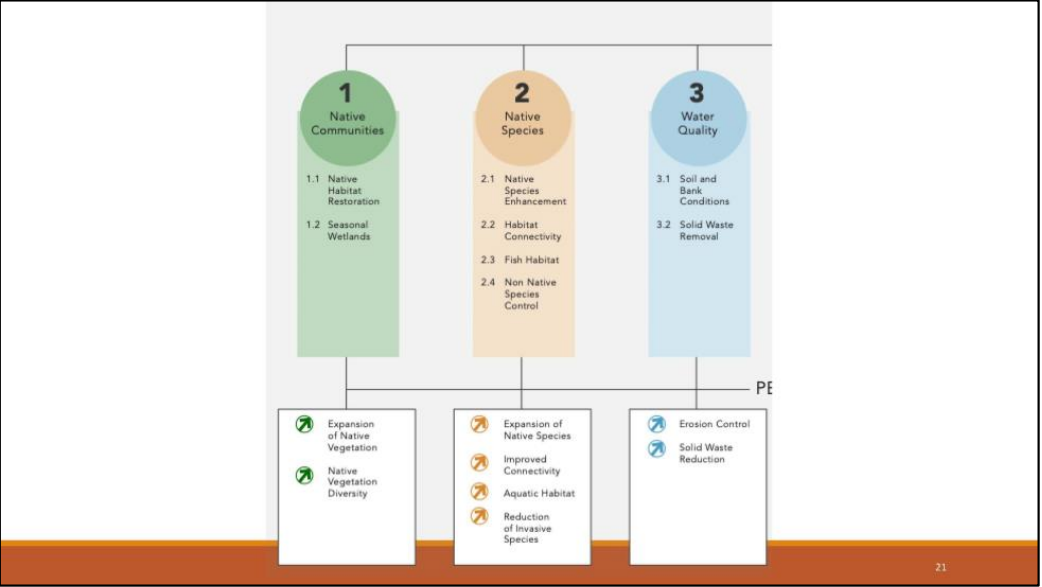 1
Native
Communities
1.1 Native
Habitat
Restoration
1.2 Seasonal
Wetlands
2
Native
Species
2.1 Native
Species
Enhancement
2.2 Habitat
Connectivity
2.3 Fish Habitat
2.4 Non Native
Species
Control
3
Water
Quality
3.1 Soil and
Bank
Conditions
3.2 Solid Waste
Removal
Expansion
of Native
Vegetation
Native
Vegetation
Diversity
Expansion of
Native Species
Improved
Connectivity
Aquatic Habitat
Reduction
of Invasive
Species
Erosion Control
Solid Waste
Reduction
21